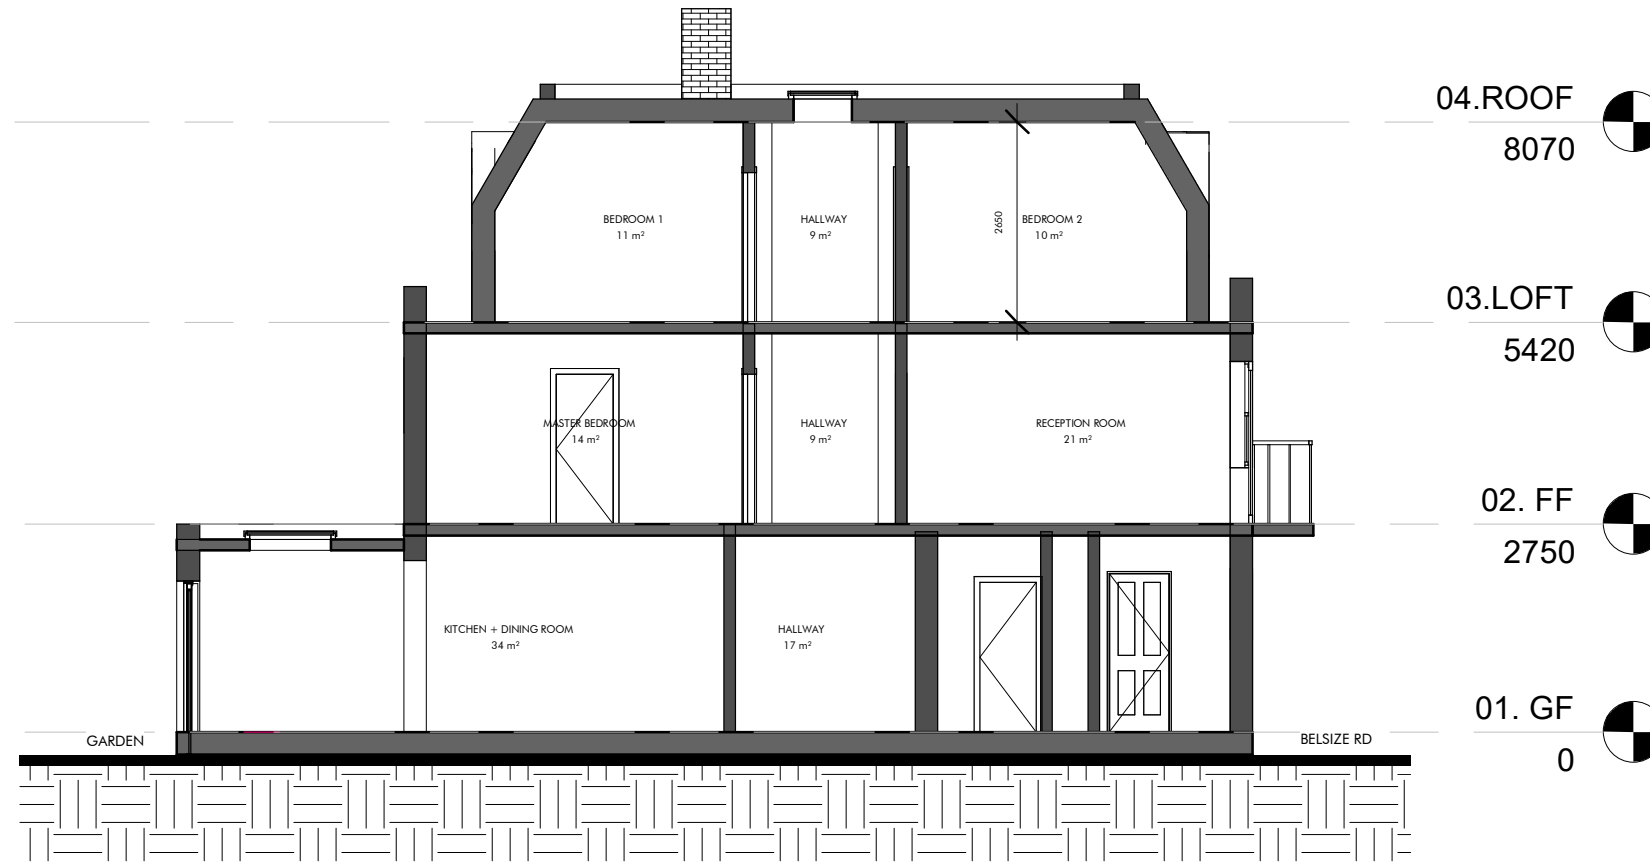 04.ROOF
8070
BEDROOM 1
11 m²
HALLWAY
9 m²
2650
BEDROOM 2
10 m²
03.LOFT
5420
MASTER BEDROOM
14 m²
HALLWAY
9 m²
RECEPTION ROOM
21 m²
02. FF
2750
KITCHEN + DINING ROOM
34 m²
HALLWAY
17 m²
01. GF
0
GARDEN
BELSIZE RD